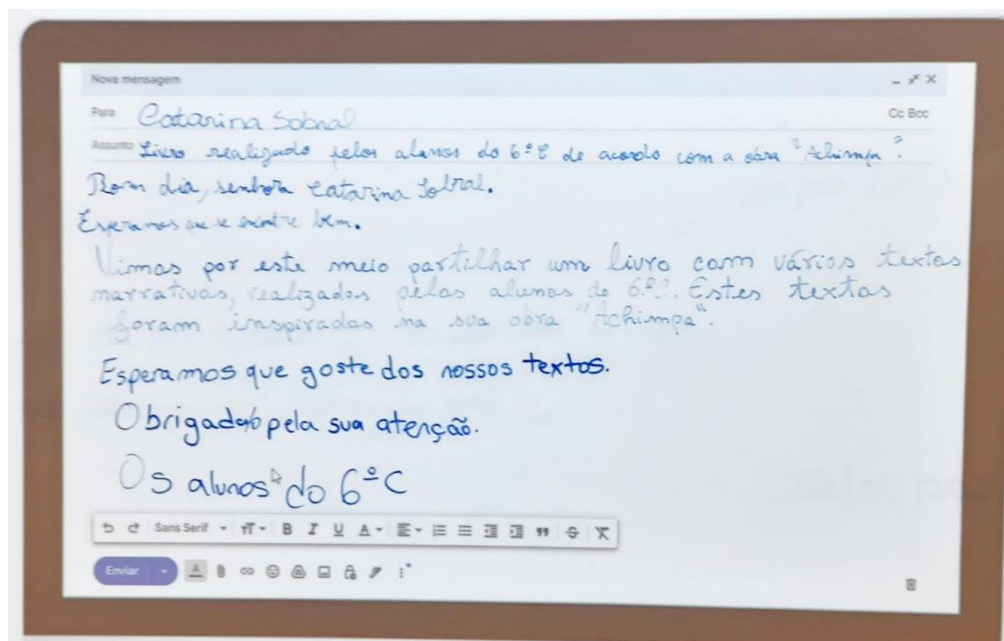 Nova mensagem
Para Catarina Sobral Cc Bcc
Assunto Livro realizado pelos alunos do 6.º C de acordo com a obra "Achimpa".
Bom dia, senhora Catarina Sobral.
Esperamos que se encontre bem.
Vimos por este meio partilhar um livro com vários textos
narrativos, realizados pelos alunos do 6.ºC. Estes textos
foram inspirados na sua obra "Achimpa".
Esperamos que goste dos nossos textos.
Obrigado pela sua atenção.
Os alunos do 6º C
Sans Serif
Enviar